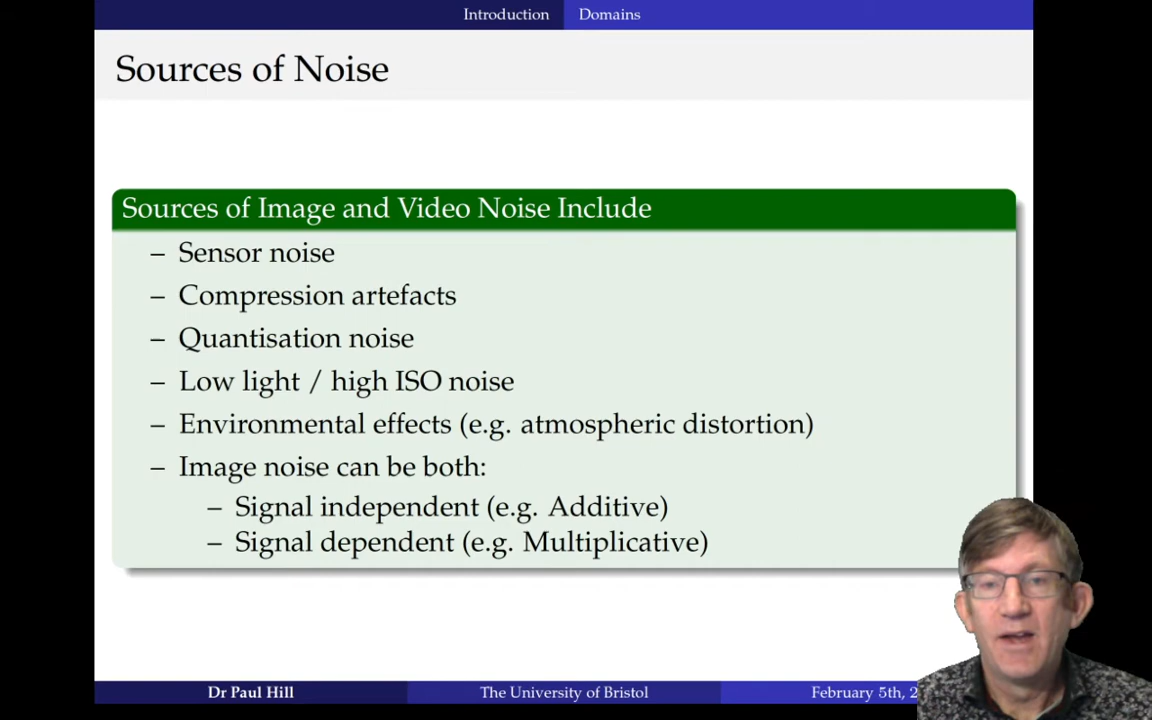 Introduction Domains
Sources of Noise
Sources of Image and Video Noise Include
– Sensor noise
– Compression artefacts
– Quantisation noise
– Low light / high ISO noise
– Environmental effects (e.g. atmospheric distortion)
– Image noise can be both:
– Signal independent (e.g. Additive)
– Signal dependent (e.g. Multiplicative)
Dr Paul Hill The University of Bristol February 5th,